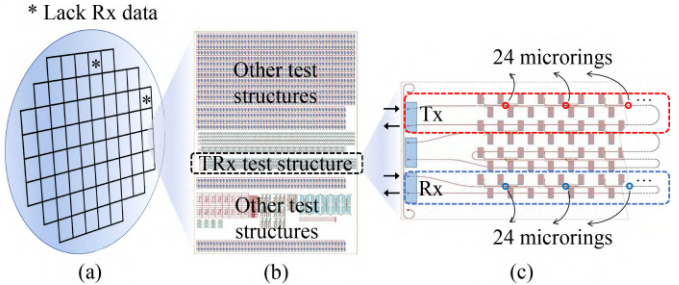 * Lack Rx data
*
*
Other test
structures
TRx test structure
Other test
structures
24 microrings
Tx
...
Rx
...
24 microrings
(a)
(b)
(c)